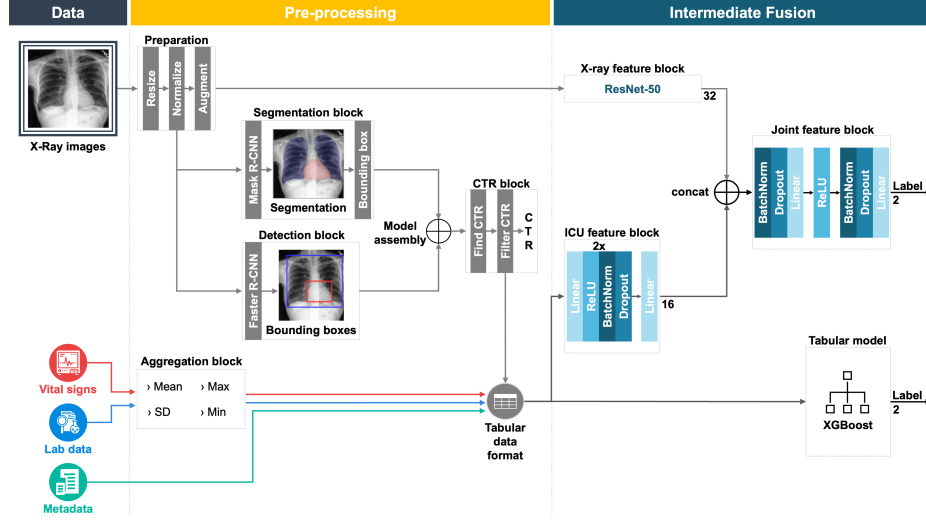 Data
Pre-processing
Intermediate Fusion
X-Ray images
Preparation
Resize
Normalize
Augment
Segmentation block
Mask R-CNN
Segmentation
Bounding box
Detection block
Faster R-CNN
Bounding boxes
Model
assembly
CTR block
Find CTR
Filter CTR
C
T
R
X-ray feature block
ResNet-50
32
ICU feature block
2x
Linear
ReLU
BatchNorm
Dropout
Linear
16
concat
Joint feature block
BatchNorm
Dropout
Linear
ReLU
BatchNorm
Dropout
Linear
Label
2
Vital signs
Lab data
Metadata
Aggregation block
› Mean
› Max
› SD
› Min
Tabular
data
format
Tabular model
XGBoost
Label
2